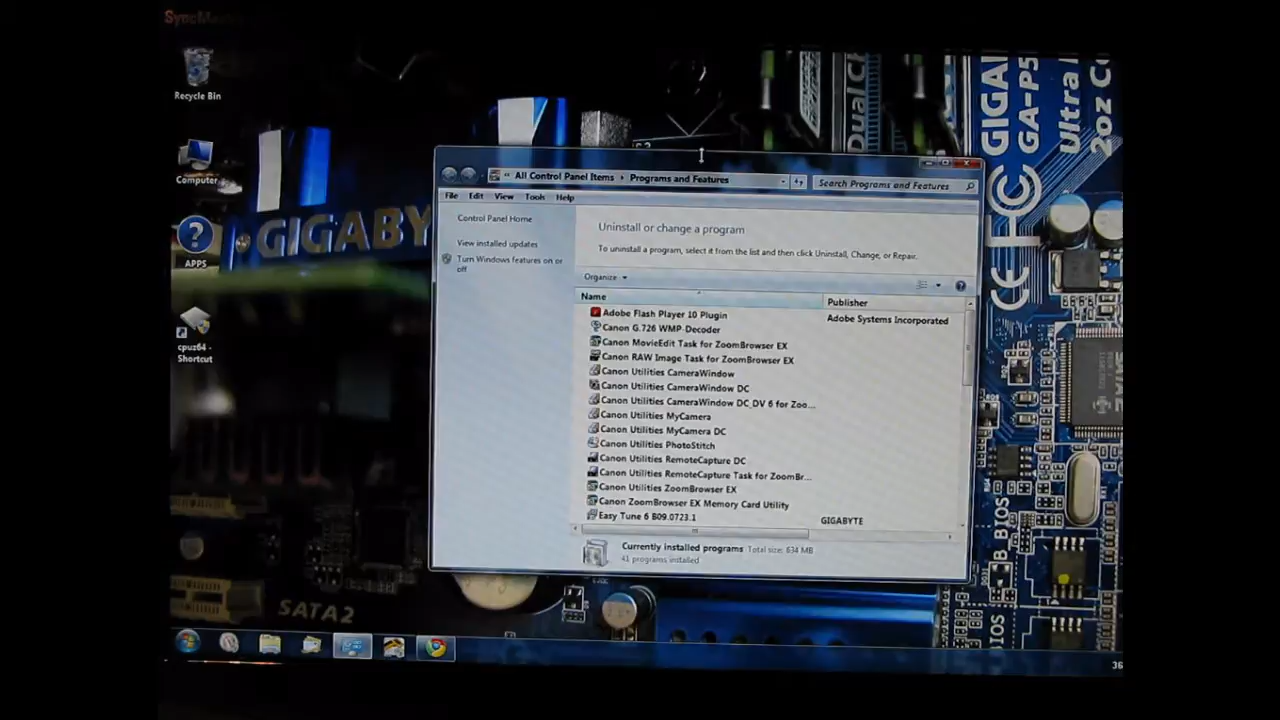 SyncMaster
Recycle Bin
Computer
APPS
cpuz64 -
Shortcut
GIGABY
SATA2
Dual C
GIGA
GA-P5
Ultra
2oz C
CE
B_BIOS
BIOS
All Control Panel Items › Programs and Features
Search Programs and Features
File Edit View Tools Help
Control Panel Home
View installed updates
Turn Windows features on or
off
Uninstall or change a program
To uninstall a program, select it from the list and then click Uninstall, Change, or Repair.
Organize
Name Publisher
Adobe Flash Player 10 Plugin Adobe Systems Incorporated
Canon G.726 WMP-Decoder
Canon MovieEdit Task for ZoomBrowser EX
Canon RAW Image Task for ZoomBrowser EX
Canon Utilities CameraWindow
Canon Utilities CameraWindow DC
Canon Utilities CameraWindow DC_DV 6 for Zoo...
Canon Utilities MyCamera
Canon Utilities MyCamera DC
Canon Utilities PhotoStitch
Canon Utilities RemoteCapture DC
Canon Utilities RemoteCapture Task for ZoomBr...
Canon Utilities ZoomBrowser EX
Canon ZoomBrowser EX Memory Card Utility
Easy Tune 6 B09.0723.1 GIGABYTE
Currently installed programs Total size: 634 MB
41 programs installed
36